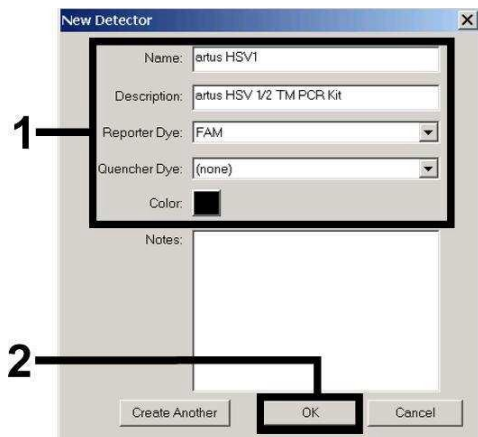 New Detector
Name: artus HSV1
Description: artus HSV 1/2 TM PCR Kit
1
Reporter Dye: FAM
Quencher Dye: (none)
Color:
Notes:
2
Create Another OK Cancel